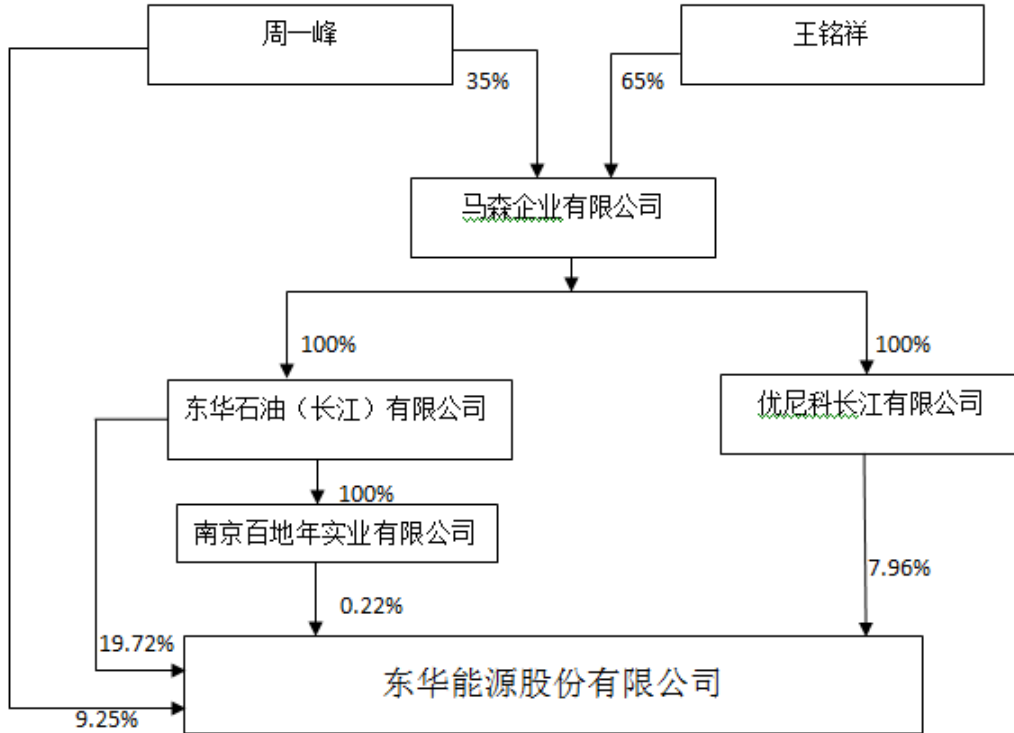 周一峰
王铭祥
35%
65%
马森企业有限公司
100%
100%
东华石油（长江）有限公司
优尼科长江有限公司
100%
南京百地年实业有限公司
7.96%
0.22%
19.72%
东华能源股份有限公司
9.25%